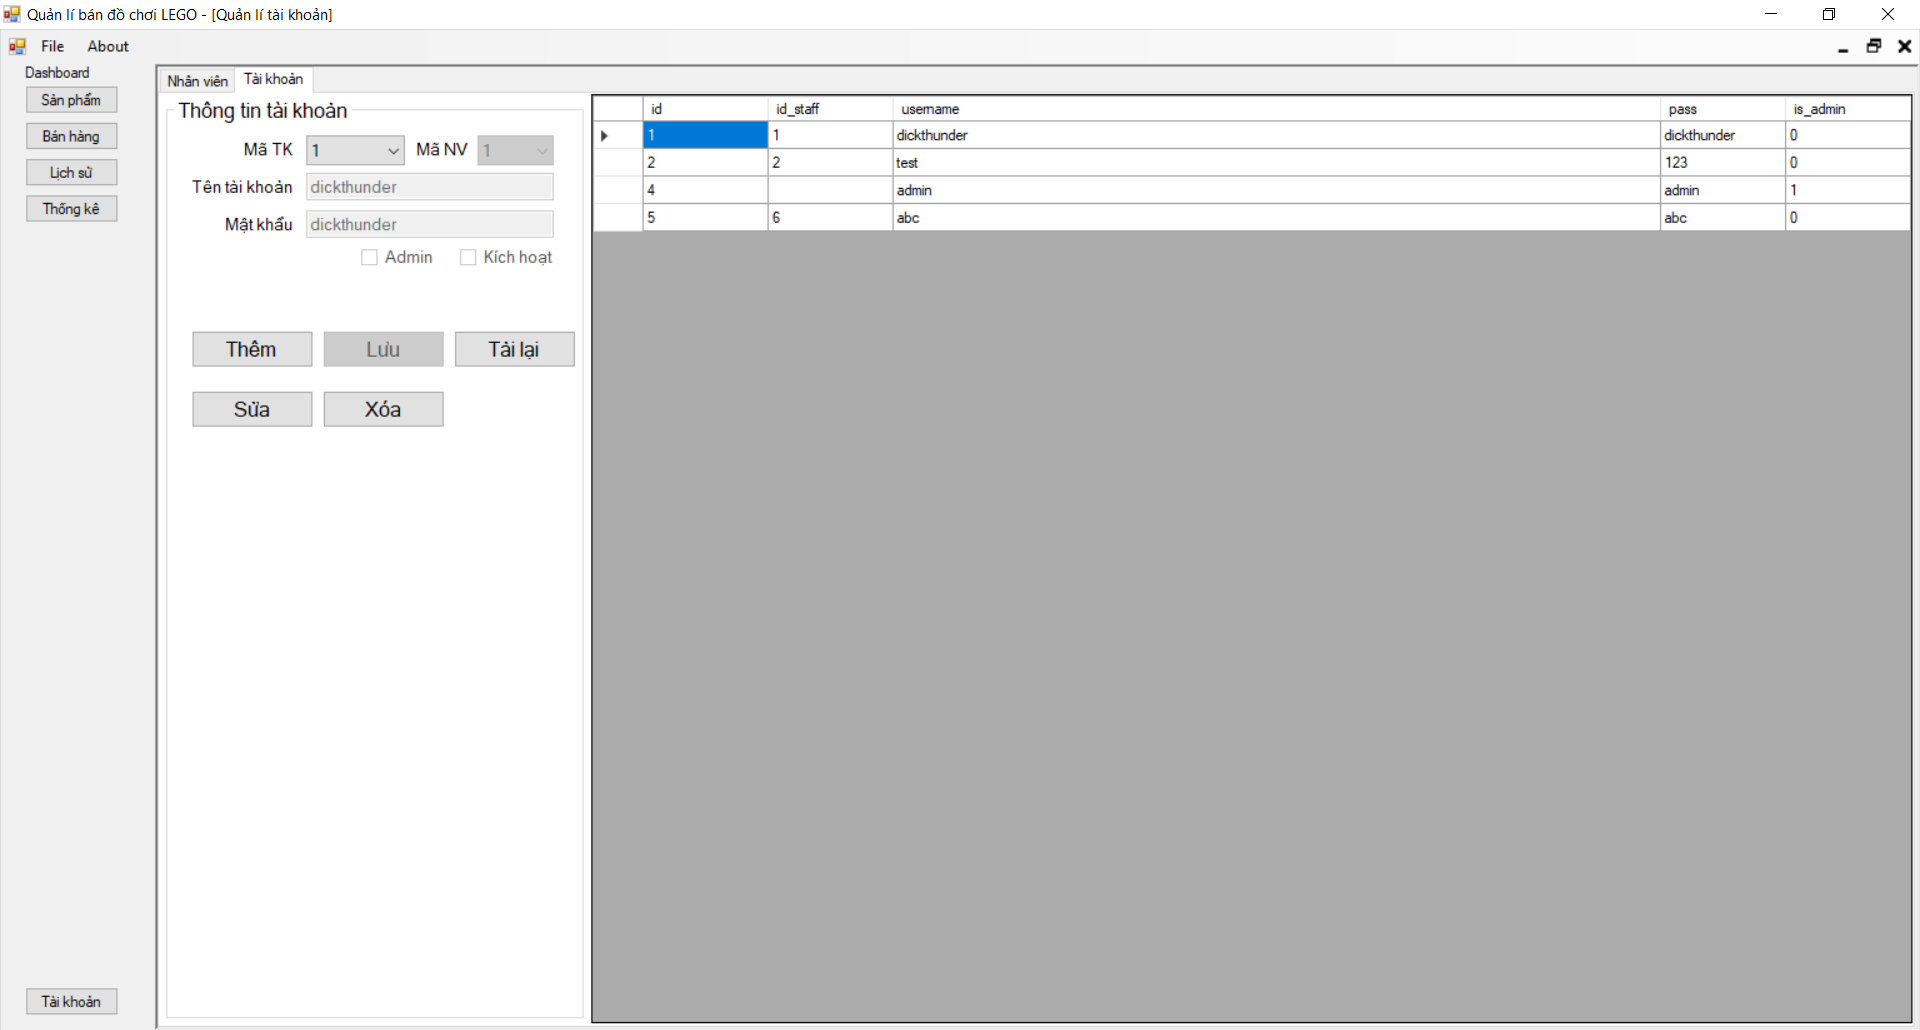 Quản lí bán đồ chơi LEGO - [Quản lí tài khoản]
File About
Dashboard
Sản phẩm
Bán hàng
Lịch sử
Thống kê
Tài khoản
Nhân viên Tài khoản
Thông tin tài khoản
Mã TK 1 Mã NV 1
Tên tài khoản dickthunder
Mật khẩu dickthunder
Admin Kích hoạt
Thêm Lưu Tải lại
Sửa Xóa
id id_staff username pass is_admin
1 1 dickthunder dickthunder 0
2 2 test 123 0
4 admin admin 1
5 6 abc abc 0